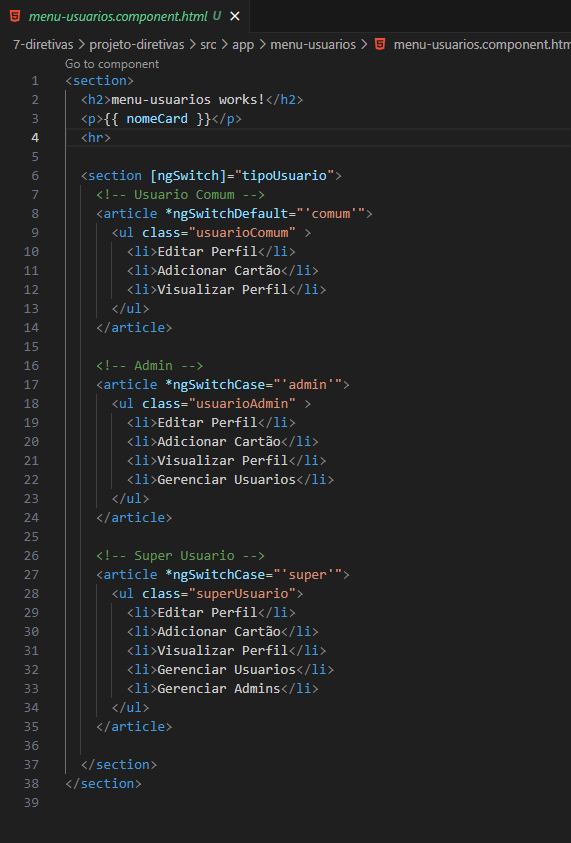 menu-usuarios.component.html U
7-diretivas > projeto-diretivas > src > app > menu-usuarios > menu-usuarios.component.htm
Go to component
1 <section>
2 <h2>menu-usuarios works!</h2>
3 <p>{{ nomeCard }}</p>
4 <hr>
5
6 <section [ngSwitch]="tipoUsuario">
7 <!-- Usuario Comum -->
8 <article *ngSwitchDefault="'comum'">
9 <ul class="usuarioComum" >
10 <li>Editar Perfil</li>
11 <li>Adicionar Cartão</li>
12 <li>Visualizar Perfil</li>
13 </ul>
14 </article>
15
16 <!-- Admin -->
17 <article *ngSwitchCase="'admin'">
18 <ul class="usuarioAdmin" >
19 <li>Editar Perfil</li>
20 <li>Adicionar Cartão</li>
21 <li>Visualizar Perfil</li>
22 <li>Gerenciar Usuarios</li>
23 </ul>
24 </article>
25
26 <!-- Super Usuario -->
27 <article *ngSwitchCase="'super'">
28 <ul class="superUsuario">
29 <li>Editar Perfil</li>
30 <li>Adicionar Cartão</li>
31 <li>Visualizar Perfil</li>
32 <li>Gerenciar Usuarios</li>
33 <li>Gerenciar Admins</li>
34 </ul>
35 </article>
36
37 </section>
38 </section>
39